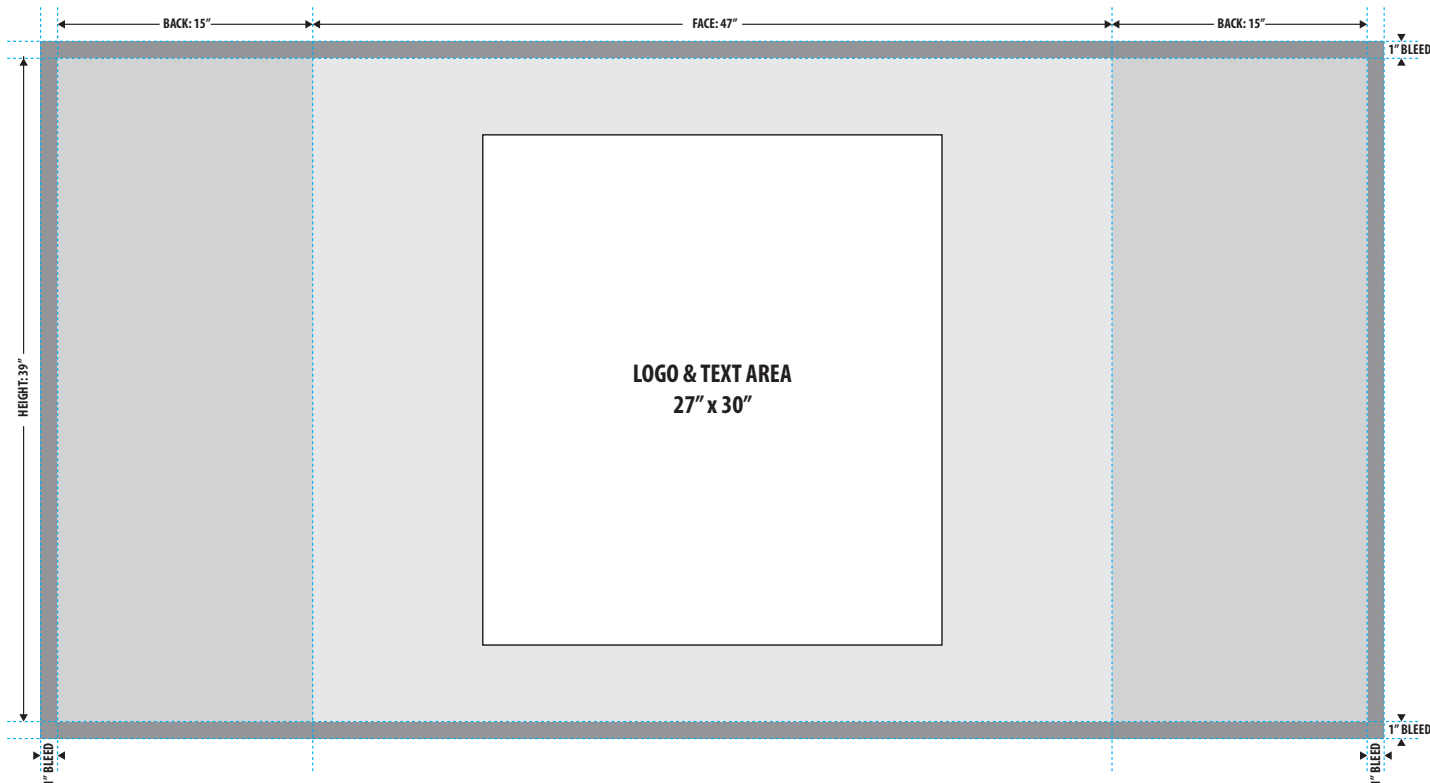 BACK: 15”
FACE: 47”
BACK: 15”
1” BLEED
HEIGHT: 39”
LOGO & TEXT AREA
27” x 30”
1” BLEED
1” BLEED
1” BLEED